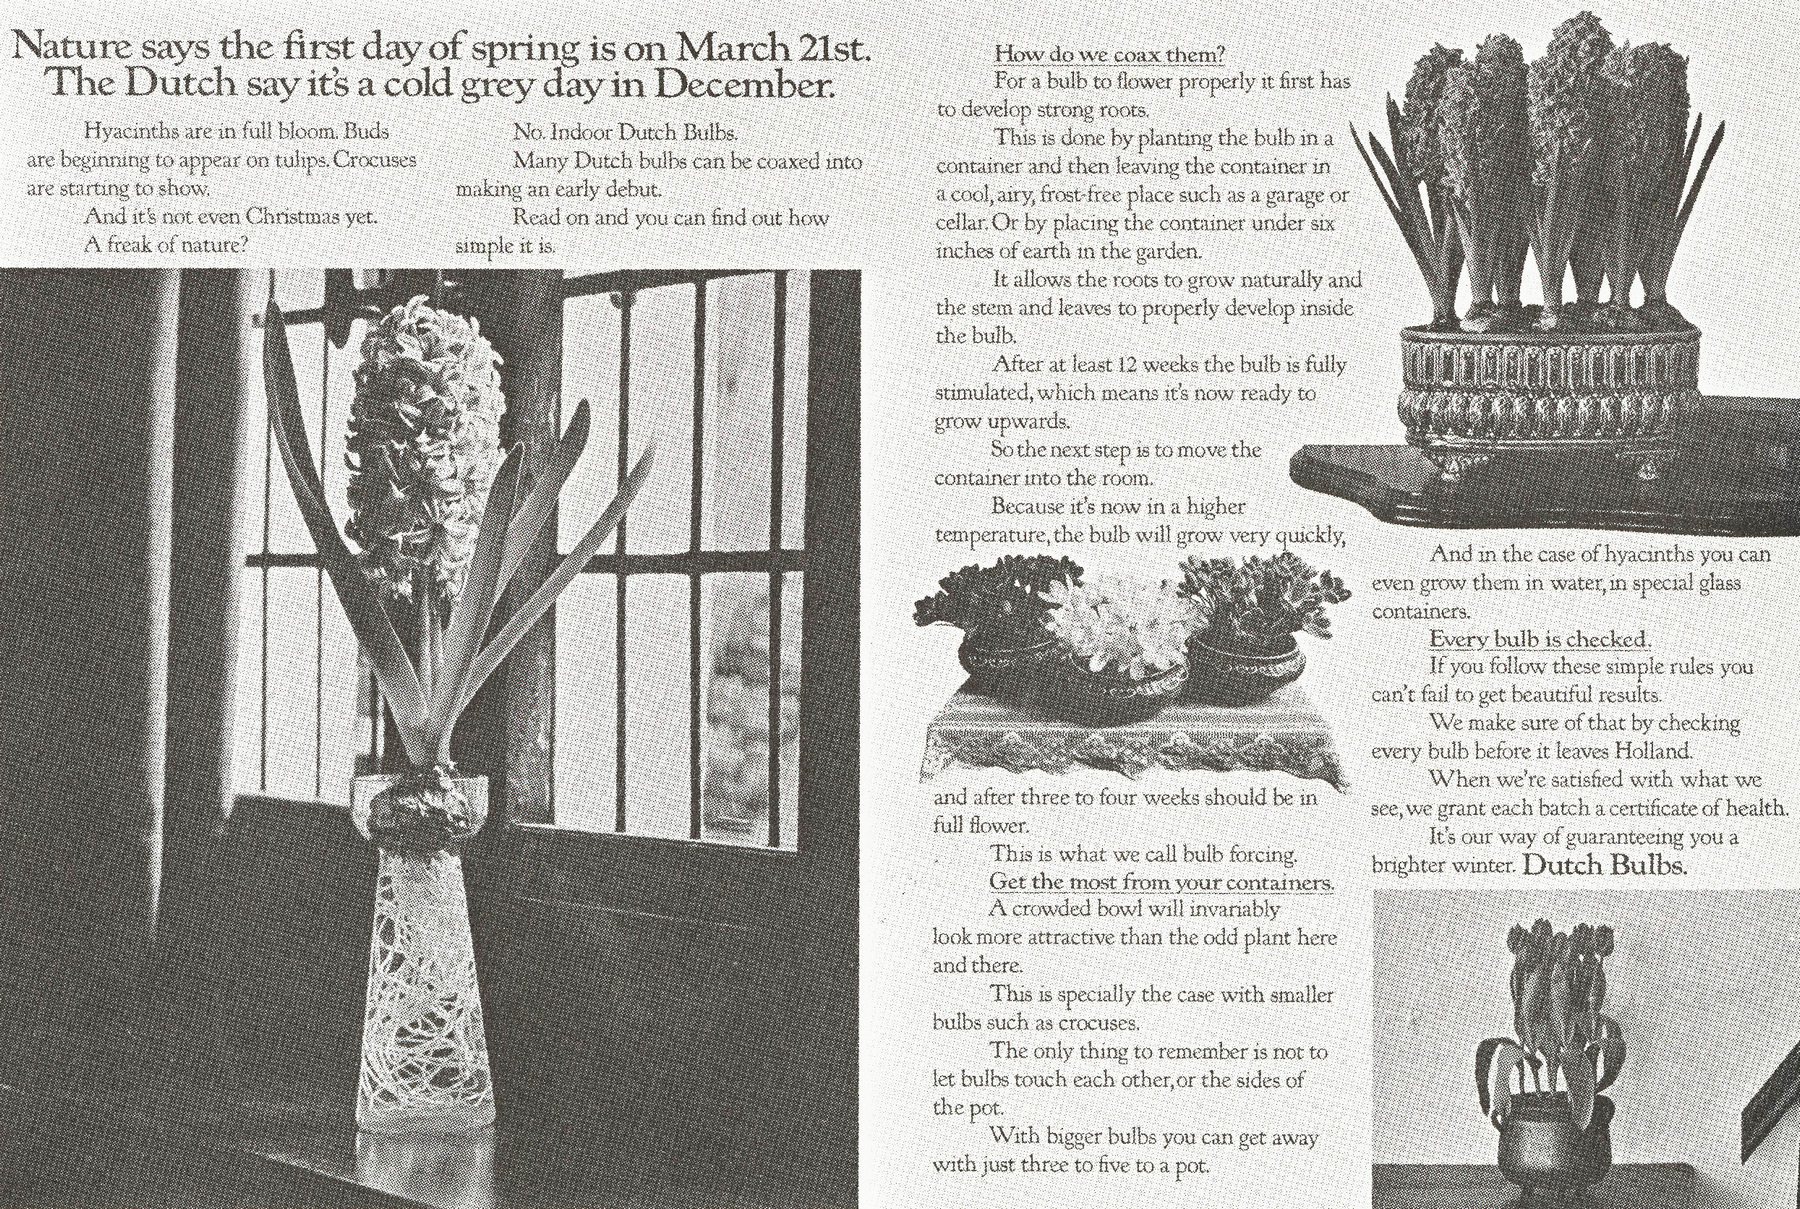 Nature says the first day of spring is on March 21st.
The Dutch say it's a cold grey day in December.
Hyacinths are in full bloom. Buds
are beginning to appear on tulips. Crocuses
are starting to show.
And it's not even Christmas yet.
A freak of nature?
No. Indoor Dutch Bulbs.
Many Dutch bulbs can be coaxed into
making an early debut.
Read on and you can find out how
simple it is.
How do we coax them?
For a bulb to flower properly it first has
to develop strong roots.
This is done by planting the bulb in a
container and then leaving the container in
a cool, airy, frost-free place such as a garage or
cellar. Or by placing the container under six
inches of earth in the garden.
It allows the roots to grow naturally and
the stem and leaves to properly develop inside
the bulb.
After at least 12 weeks the bulb is fully
stimulated, which means it's now ready to
grow upwards.
So the next step is to move the
container into the room.
Because it's now in a higher
temperature, the bulb will grow very quickly,
and after three to four weeks should be in
full flower.
This is what we call bulb forcing.
Get the most from your containers.
A crowded bowl will invariably
look more attractive than the odd plant here
and there.
This is specially the case with smaller
bulbs such as crocuses.
The only thing to remember is not to
let bulbs touch each other, or the sides of
the pot.
With bigger bulbs you can get away
with just three to five to a pot.
And in the case of hyacinths you can
even grow them in water, in special glass
containers.
Every bulb is checked.
If you follow these simple rules you
can't fail to get beautiful results.
We make sure of that by checking
every bulb before it leaves Holland.
When we're satisfied with what we
see, we grant each batch a certificate of health.
It's our way of guaranteeing you a
brighter winter. Dutch Bulbs.